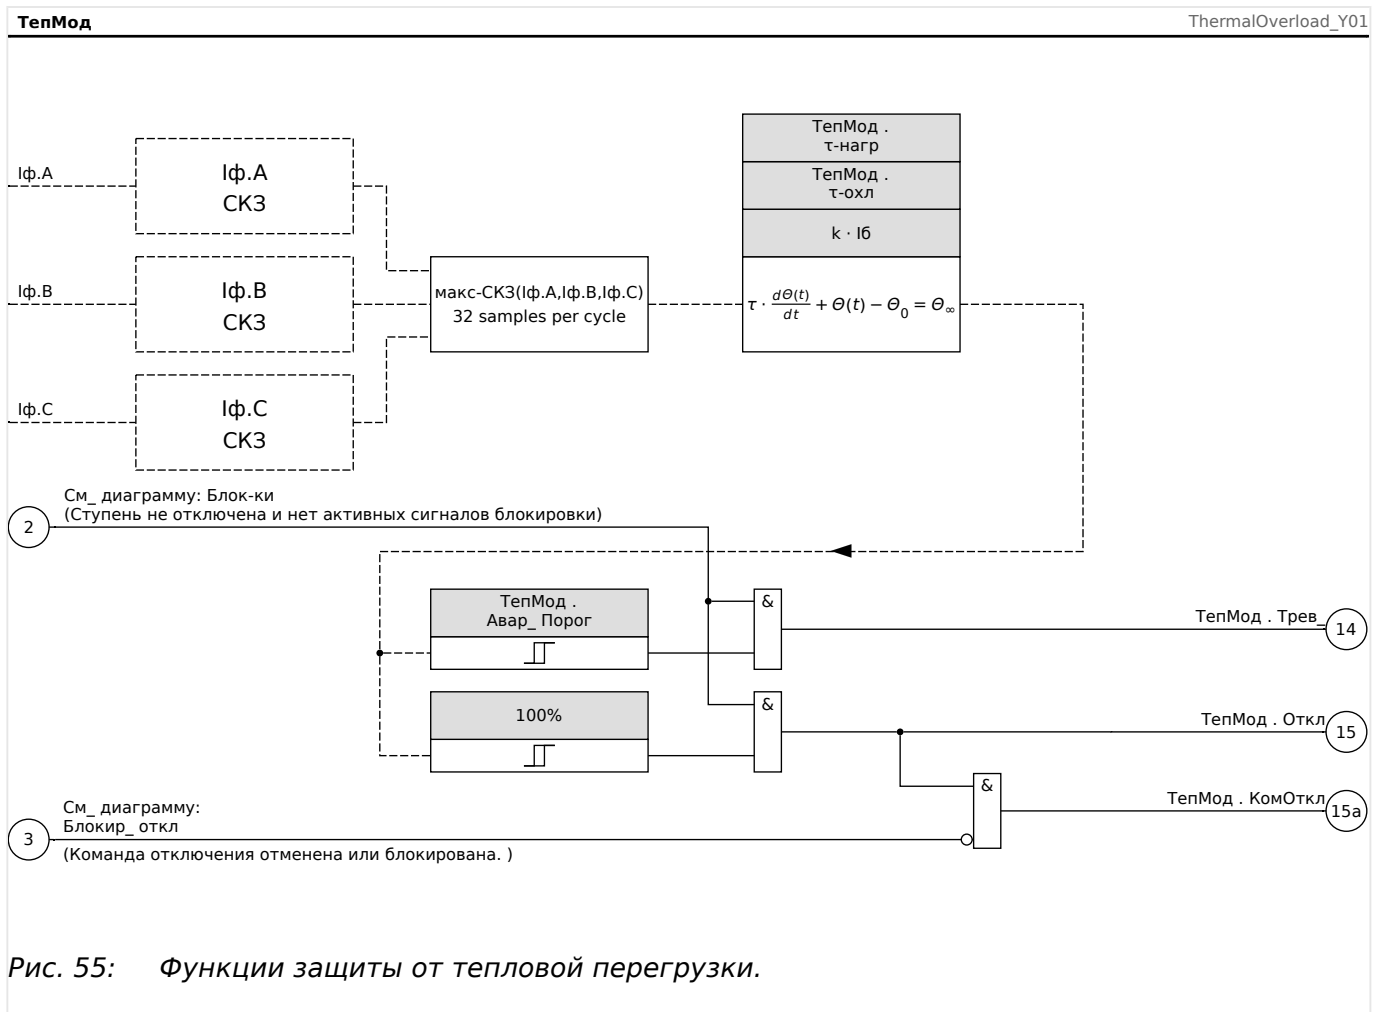 ТепМод
ThermalOverload_Y01
ТепМод .
τ-нагр
ТепМод .
τ-охл
k · Iб
τ · dΘ(t)/dt + Θ(t) − Θ₀ = Θ∞
Iф.A
Iф.A
СКЗ
Iф.B
Iф.B
СКЗ
макс-СКЗ(Iф.A,Iф.B,Iф.C)
32 samples per cycle
Iф.C
Iф.C
СКЗ
См_ диаграмму: Блок-ки
(Ступень не отключена и нет активных сигналов блокировки)
2
ТепМод .
Авар_ Порог
&
ТепМод . Трев_
14
100%
&
ТепМод . Откл
15
&
ТепМод . КомОткл
15a
См_ диаграмму:
Блокир_ откл
3
(Команда отключения отменена или блокирована. )
Рис. 55: Функции защиты от тепловой перегрузки.